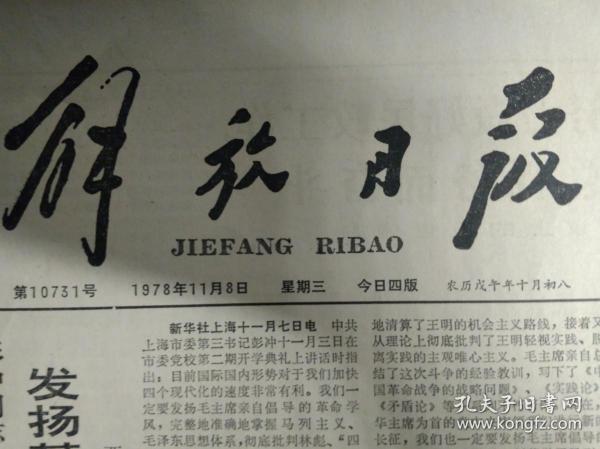 解放日报
JIEFANG RIBAO
第10731号 1978年11月8日 星期三 今日四版 农历戊午年十月初八
发扬
新华社上海十一月七日电 中共
上海市委第三书记彭冲十一月三日在
市委党校第二期开学典礼上讲话时指
出：目前国际国内形势对于我们加快
四个现代化的速度非常有利。我们一
定要发扬毛主席亲自倡导的革命学
风，完整地准确地掌握马列主义、
毛泽东思想体系，彻底批判林彪、“四
地清算了王明的机会主义路线，接着又
从理论上彻底批判了王明轻视实践、脱
离实践的主观唯心主义。毛主席亲自总
结了这次斗争的经验教训，写下了《中
国革命战争的战略问题》、《实践论》
《矛盾论》等
华主席为首
长征，我们也一定要发扬毛主席倡导的
孔夫子旧书网
book.kongfz.com